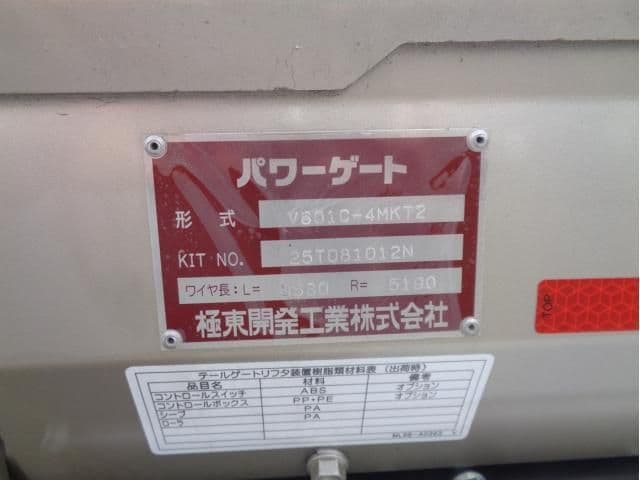 パワーゲート
形式 V601C-4MKT2
KIT NO. 25T081012N
ワイヤ長:L= R= 5180
極東開発工業株式会社
テールゲートリフタ装置樹脂類材料表(出荷時)
品目名 材料 備考
コントロールスイッチ ABS オプション
コントロールボックス PP・PE オプション
シーブ PA
ローラ PA
TOP